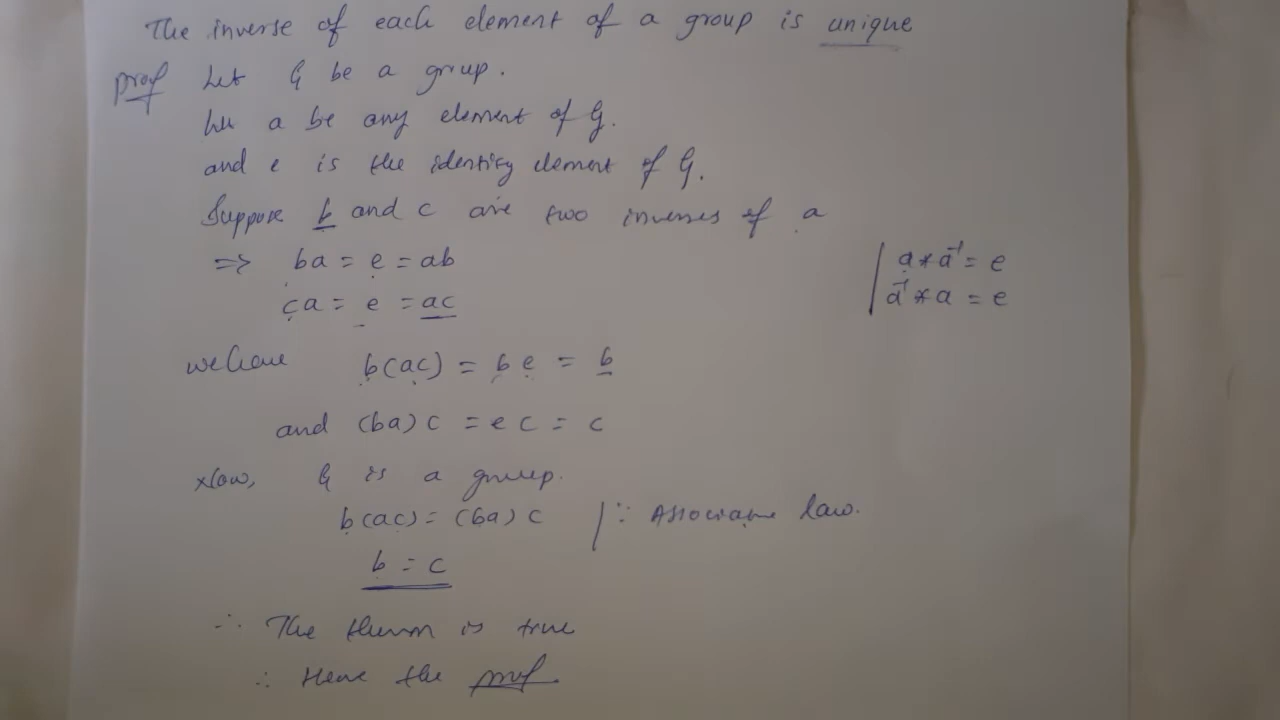 The inverse of each element of a group is unique
Proof Let G be a group.
Let a be any element of G.
and e is the identity element of G.
Suppose b and c are two inverses of a
=> ba = e = ab
a * a⁻¹ = e
ca = e = ac
a⁻¹ * a = e
we have b(ac) = be = b
and (ba)c = ec = c
Now, G is a group.
b(ac) = (ba)c | ∵ Associative law.
b = c
∴ The theorem is true
∴ Hence the proof